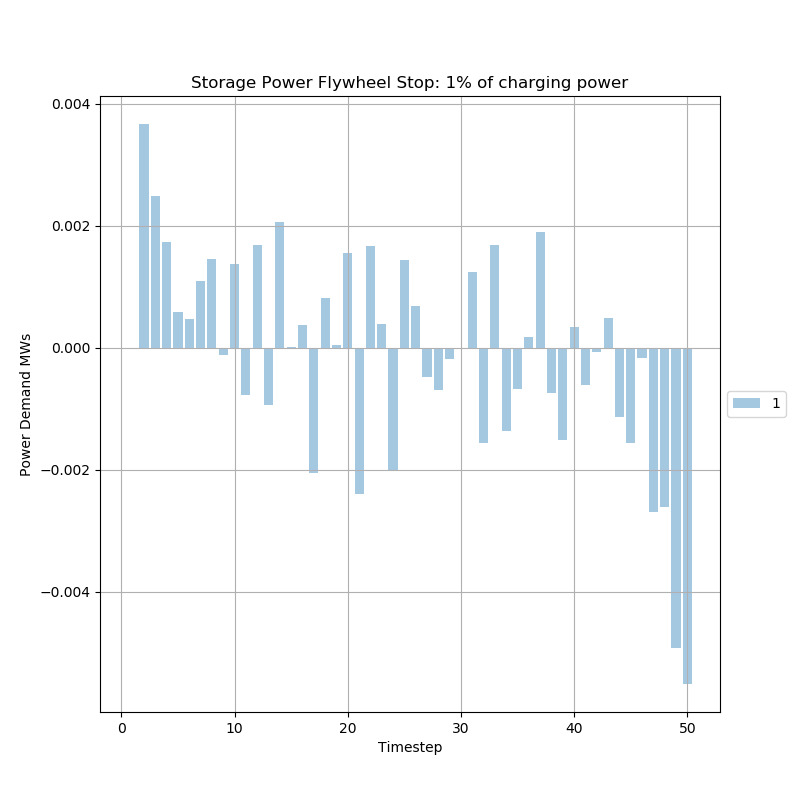 Storage Power Flywheel Stop: 1% of charging power
0.004
0.002
0.000
−0.002
−0.004
Power Demand MWs
0 10 20 30 40 50
Timestep
1